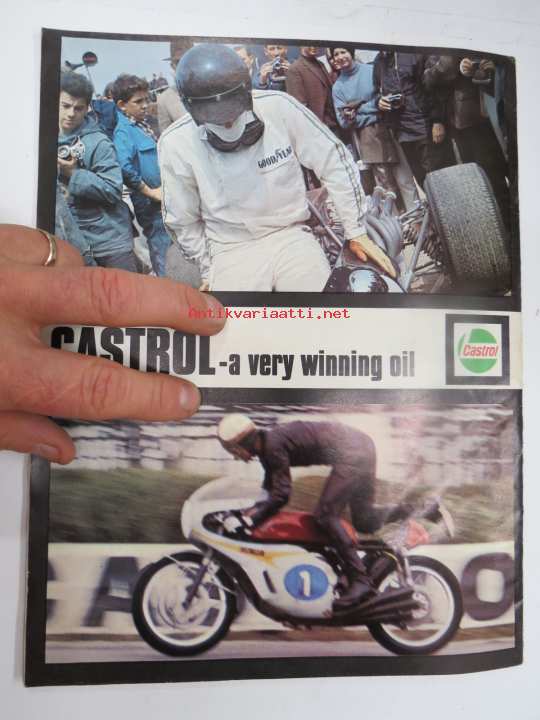 GOODYEAR
Antikvariaatti.net
CASTROL-a very winning oil
Castrol
1